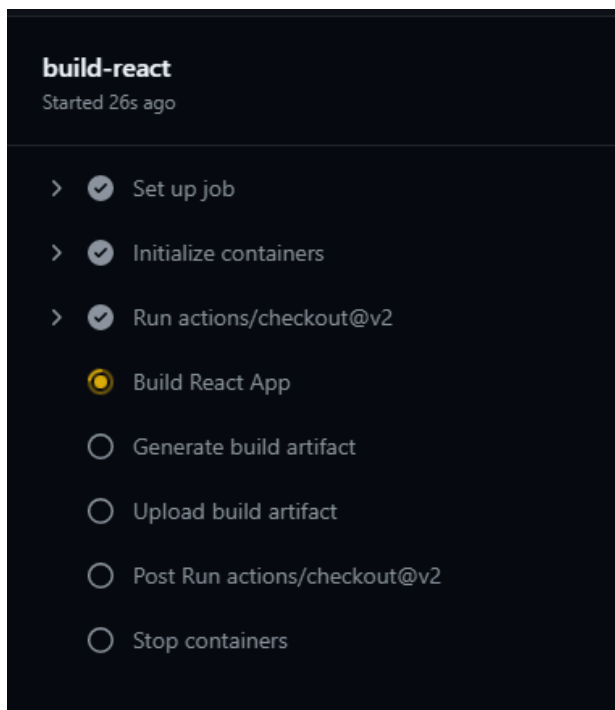 build-react
Started 26s ago
Set up job
Initialize containers
Run actions/checkout@v2
Build React App
Generate build artifact
Upload build artifact
Post Run actions/checkout@v2
Stop containers